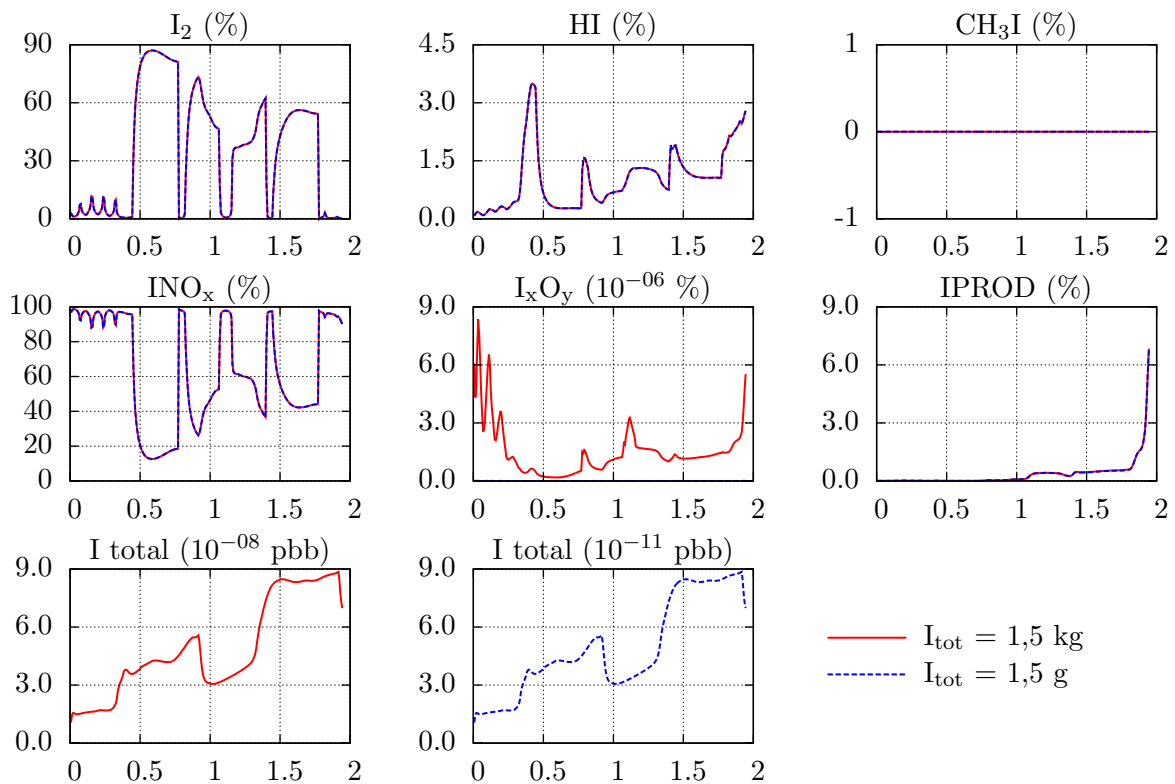 I₂ (%)
90
60
30
0
0 0.5 1 1.5 2
HI (%)
4.5
3.0
1.5
0.0
0 0.5 1 1.5 2
CH₃I (%)
1
0
-1
0 0.5 1 1.5 2
INOₓ (%)
100
80
60
40
20
0
0 0.5 1 1.5 2
IₓOᵧ (10⁻⁰⁶ %)
9.0
6.0
3.0
0.0
0 0.5 1 1.5 2
IPROD (%)
9.0
6.0
3.0
0.0
0 0.5 1 1.5 2
I total (10⁻⁰⁸ pbb)
9.0
6.0
3.0
0.0
0 0.5 1 1.5 2
I total (10⁻¹¹ pbb)
9.0
6.0
3.0
0.0
0 0.5 1 1.5 2
Iₜₒₜ = 1,5 kg
Iₜₒₜ = 1,5 g